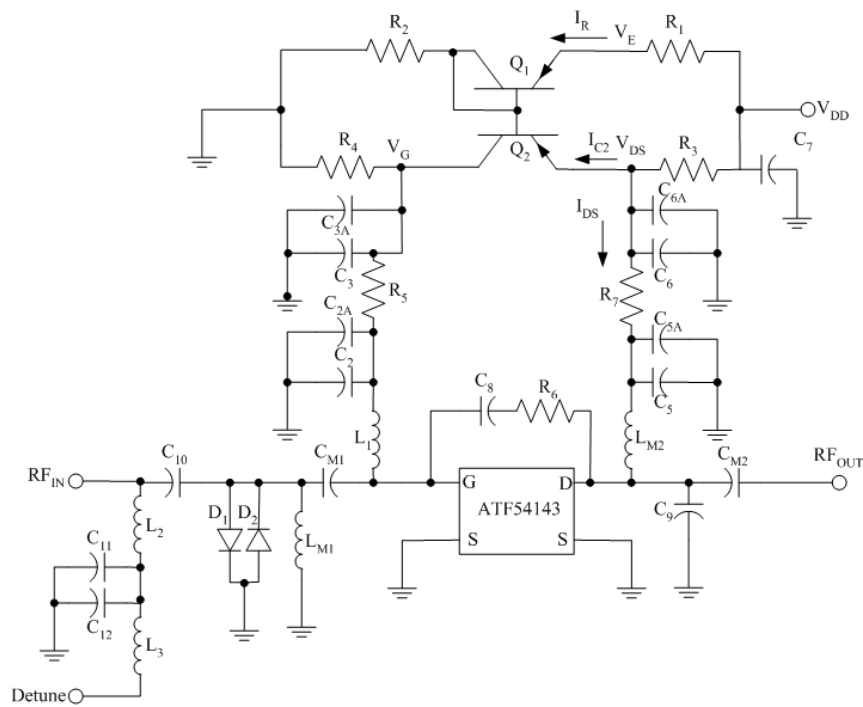 I_R
R_2
V_E
R_1
Q_1
V_DD
R_4
V_G
Q_2
I_C2
V_DS
R_3
C_7
C_3A
I_DS
C_6A
C_3
C_6
R_5
C_2A
R_7
C_5A
C_2
C_8
R_6
C_5
L_1
L_M2
C_10
C_M1
C_M2
RF_IN
RF_OUT
G
D
L_2
D_1
D_2
ATF54143
C_9
C_11
L_M1
S
S
C_12
L_3
Detune